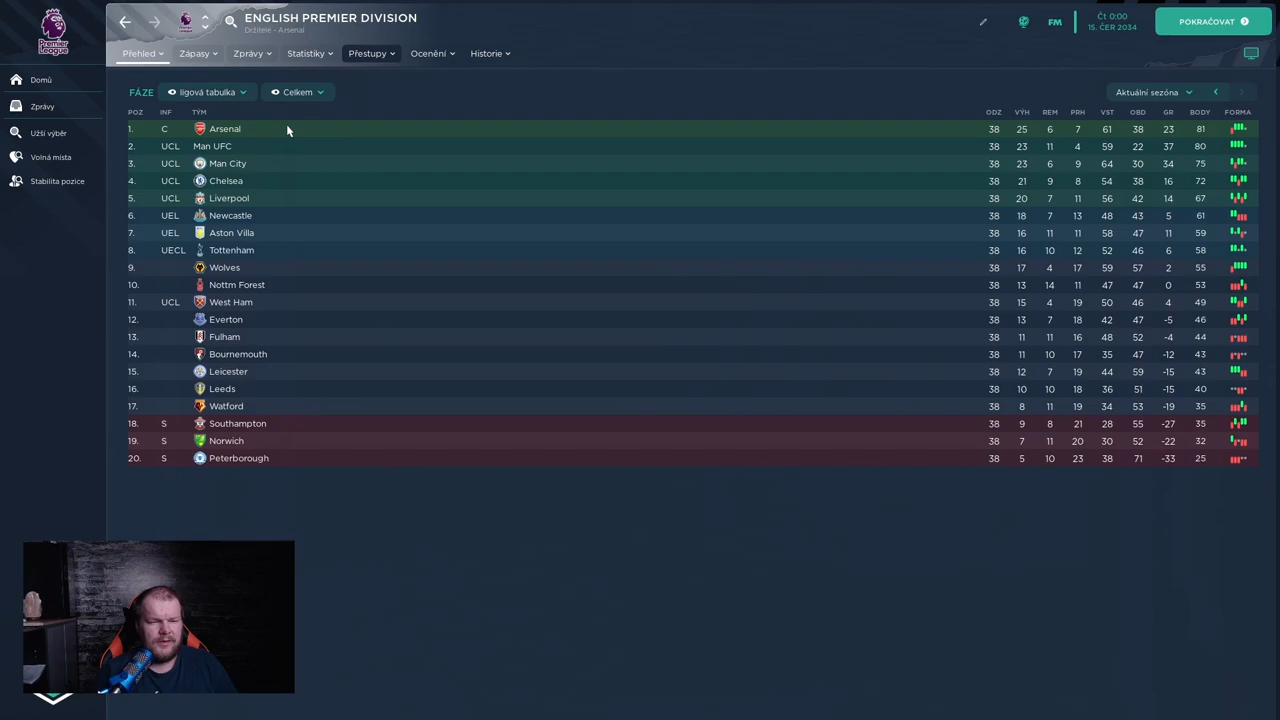 Premier League
ENGLISH PREMIER DIVISION
Držitelé - Arsenal
FM
Čt 0:00
15. ČER 2034
POKRAČOVAT
Přehled Zápasy Zprávy Statistiky Přestupy Ocenění Historie
Domů
Zprávy
Užší výběr
Volná místa
Stabilita pozice
FÁZE ligová tabulka Celkem Aktuální sezóna
POZ INF TÝM ODZ VÝH REM PRH VST OBD GR BODY FORMA
1. C Arsenal 38 25 6 7 61 38 23 81
2. UCL Man UFC 38 23 11 4 59 22 37 80
3. UCL Man City 38 23 6 9 64 30 34 75
4. UCL Chelsea 38 21 9 8 54 38 16 72
5. UCL Liverpool 38 20 7 11 56 42 14 67
6. UEL Newcastle 38 18 7 13 48 43 5 61
7. UEL Aston Villa 38 16 11 11 58 47 11 59
8. UECL Tottenham 38 16 10 12 52 46 6 58
9. Wolves 38 17 4 17 59 57 2 55
10. Nottm Forest 38 13 14 11 47 47 0 53
11. UCL West Ham 38 15 4 19 50 46 4 49
12. Everton 38 13 7 18 42 47 -5 46
13. Fulham 38 11 11 16 48 52 -4 44
14. Bournemouth 38 11 10 17 35 47 -12 43
15. Leicester 38 12 7 19 44 59 -15 43
16. Leeds 38 10 10 18 36 51 -15 40
17. Watford 38 8 11 19 34 53 -19 35
18. S Southampton 38 9 8 21 28 55 -27 35
19. S Norwich 38 7 11 20 30 52 -22 32
20. S Peterborough 38 5 10 23 38 71 -33 25